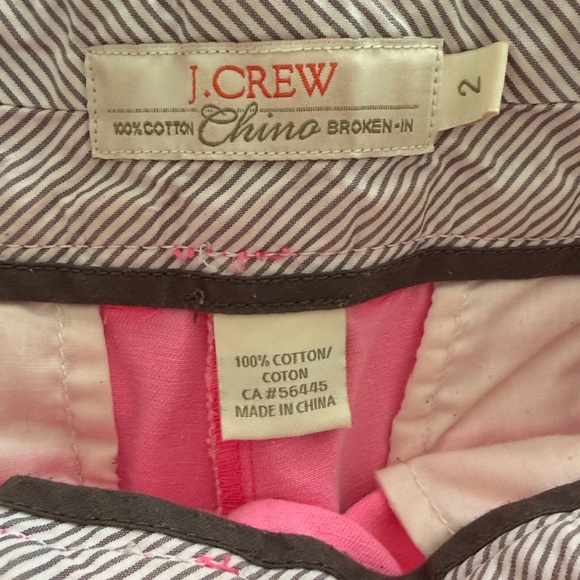 J.CREW
100% COTTON Chino BROKEN-IN
2
100% COTTON/
COTON
CA #56445
MADE IN CHINA